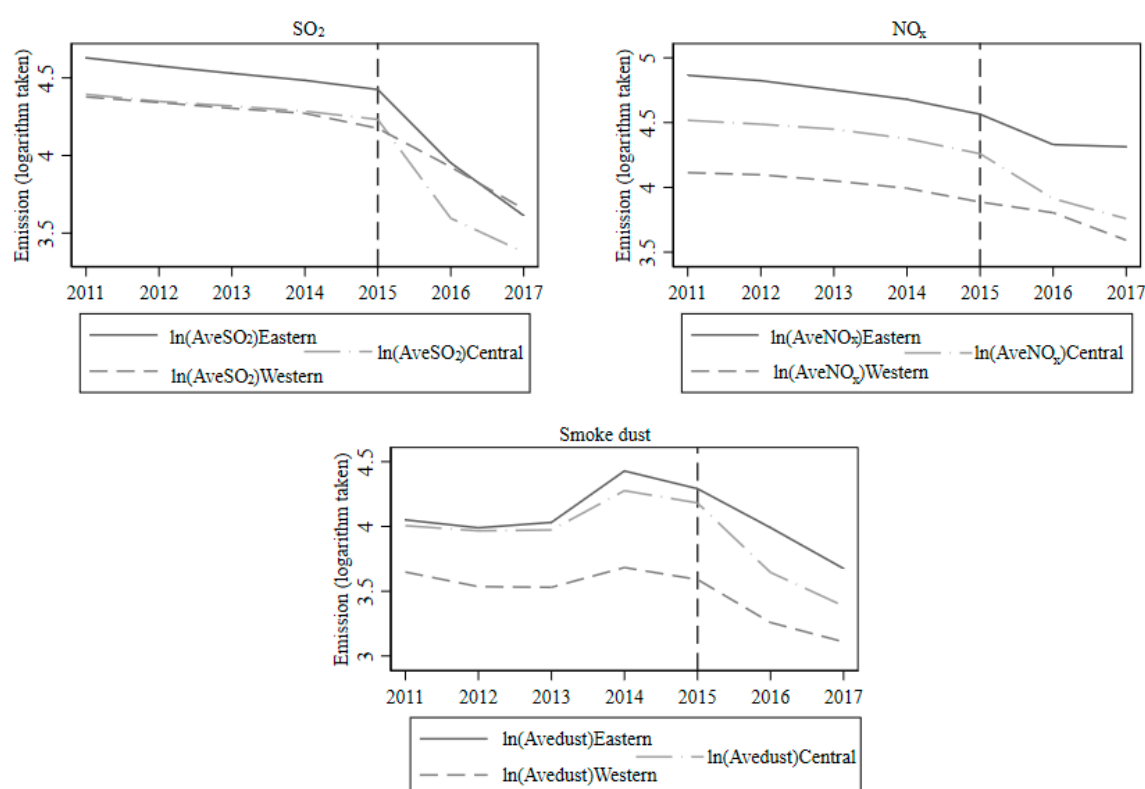 SO₂
Emission (logarithm taken)
4.5
4
3.5
2011 2012 2013 2014 2015 2016 2017
ln(AveSO₂)Eastern
ln(AveSO₂)Central
ln(AveSO₂)Western
NOₓ
Emission (logarithm taken)
5
4.5
4
3.5
2011 2012 2013 2014 2015 2016 2017
ln(AveNOₓ)Eastern
ln(AveNOₓ)Central
ln(AveNOₓ)Western
Smoke dust
Emission (logarithm taken)
4.5
4
3.5
3
2011 2012 2013 2014 2015 2016 2017
ln(Avedust)Eastern
ln(Avedust)Central
ln(Avedust)Western